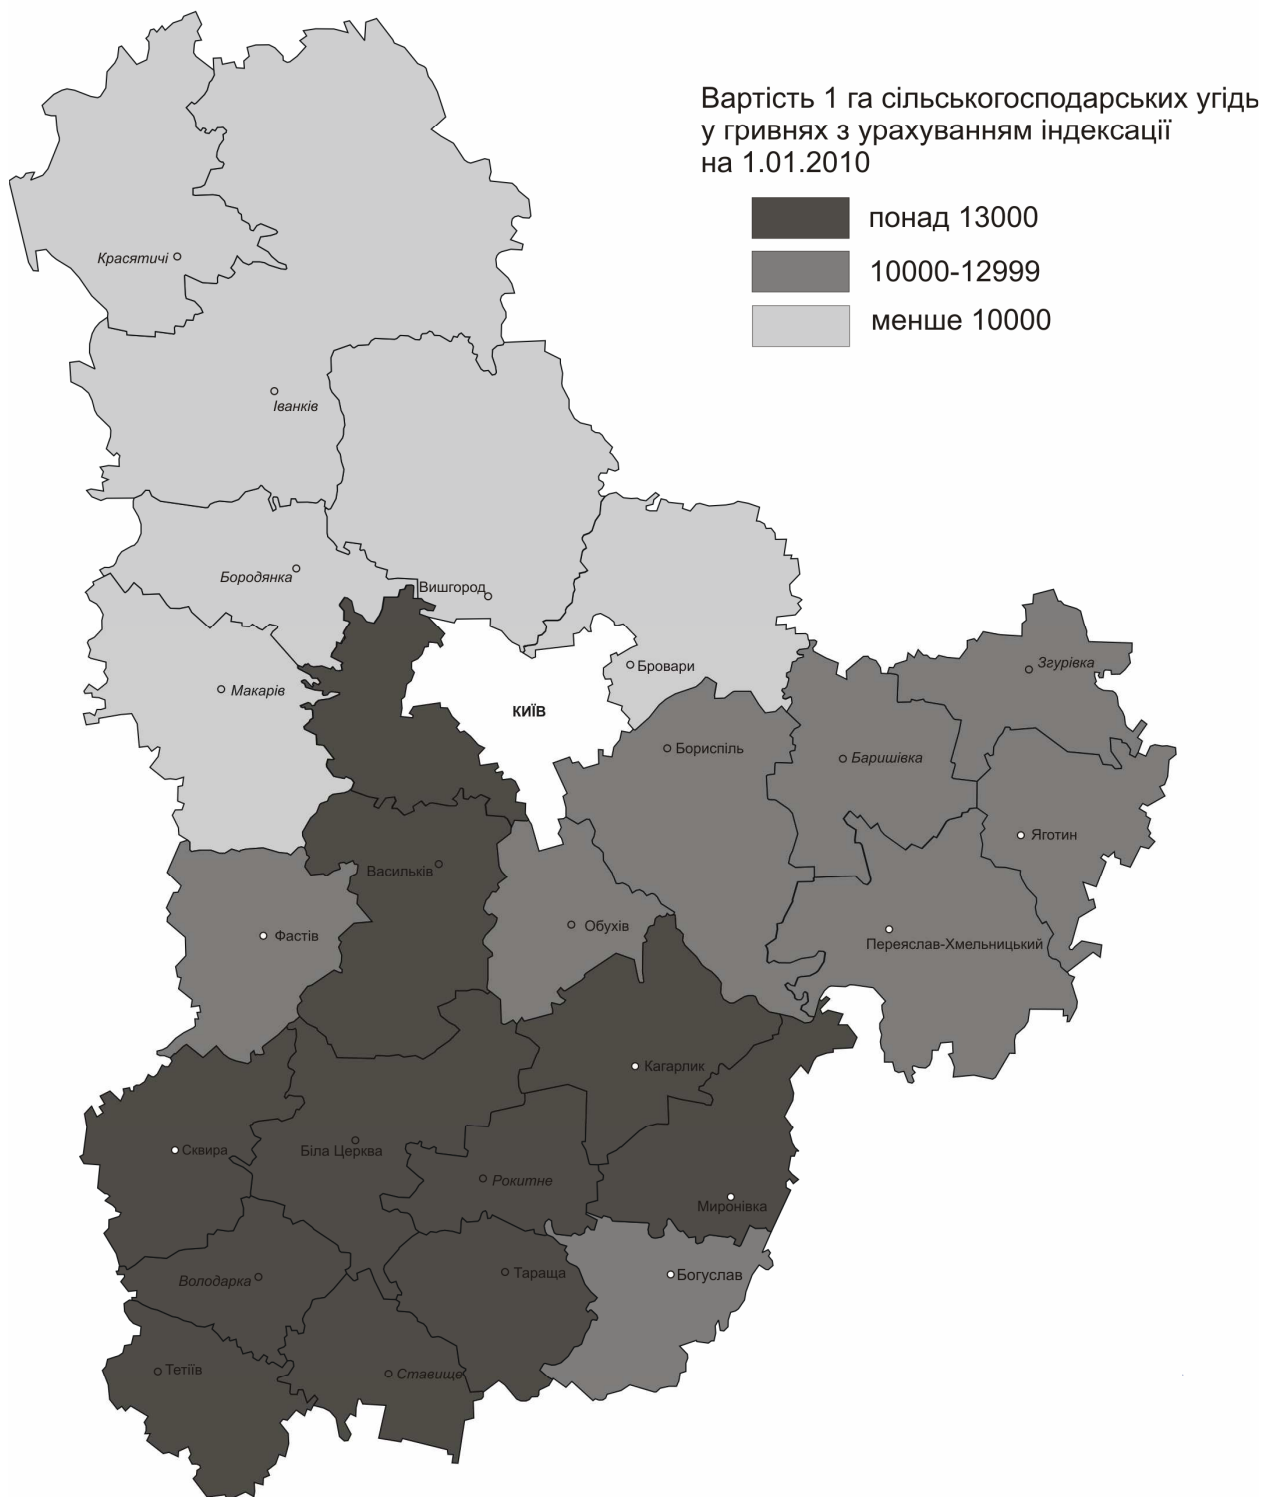 Вартість 1 га сільськогосподарських угідь
у гривнях з урахуванням індексації
на 1.01.2010
понад 13000
10000-12999
менше 10000
Красятичі
Іванків
Бородянка
Вишгород
Макарів
Бровари
Згурівка
КИЇВ
Бориспіль
Баришівка
Яготин
Васильків
Фастів
Обухів
Переяслав-Хмельницький
Кагарлик
Сквира
Біла Церква
Рокитне
Миронівка
Володарка
Тараща
Богуслав
Тетіїв
Ставище